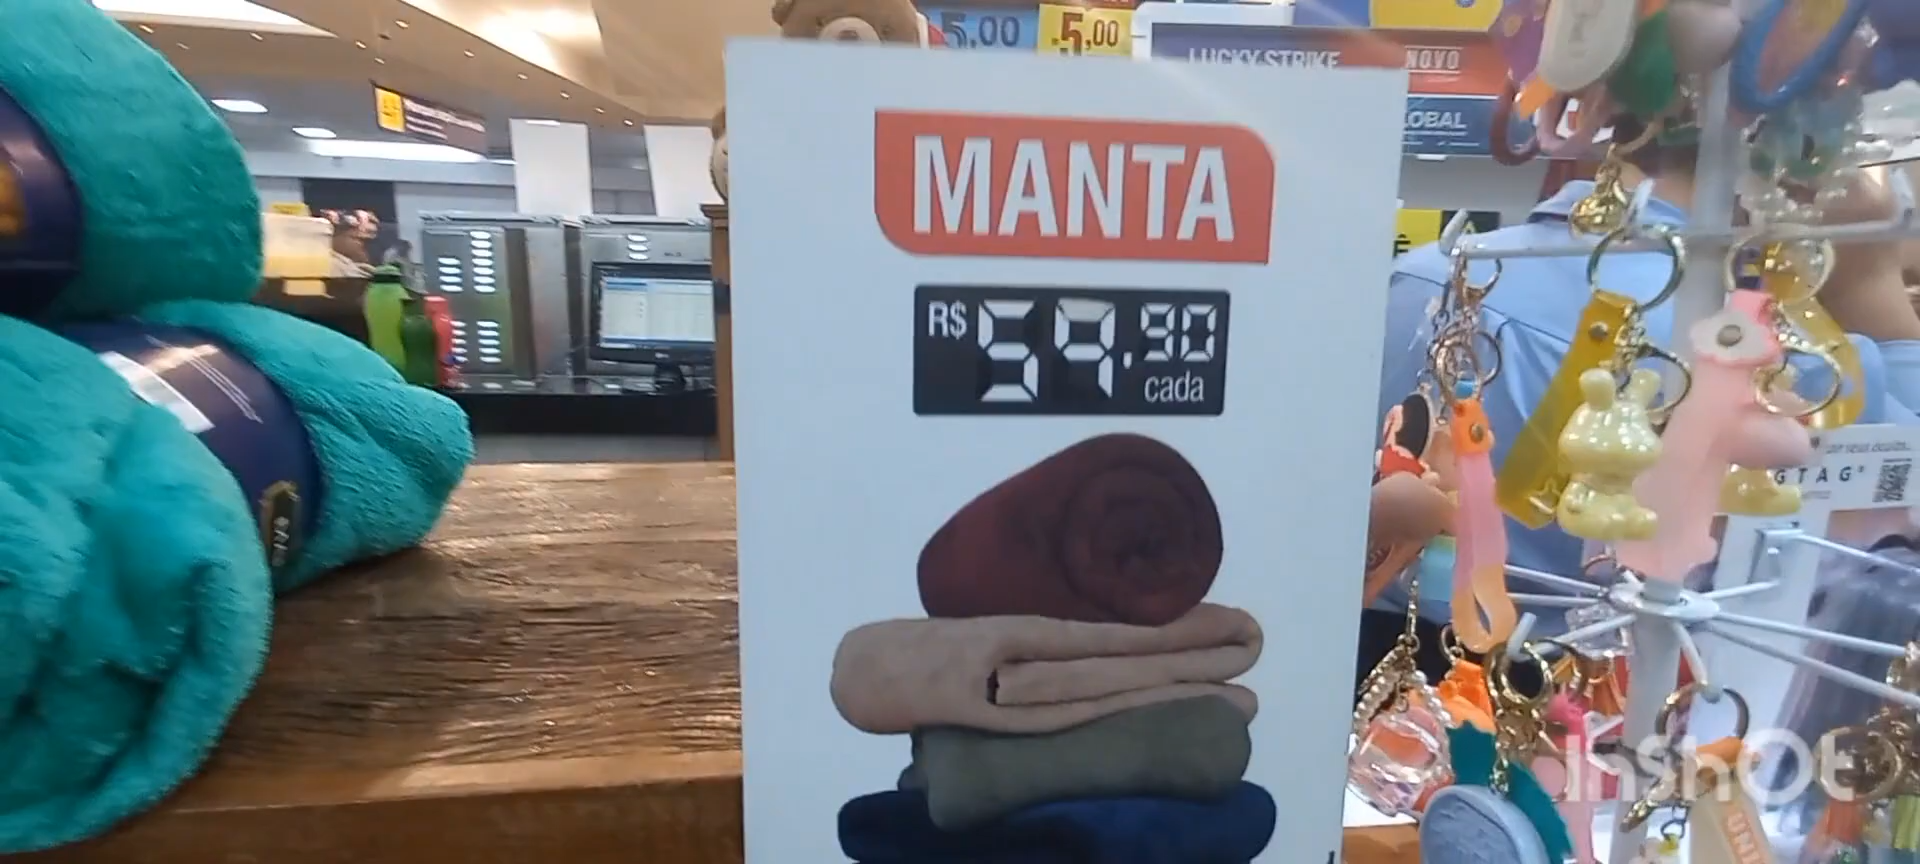 5,00
5,00
LUCKY STRIKE
NOVO
LOBAL
MANTA
R$ 59,90
cada
GTAG
InShOt